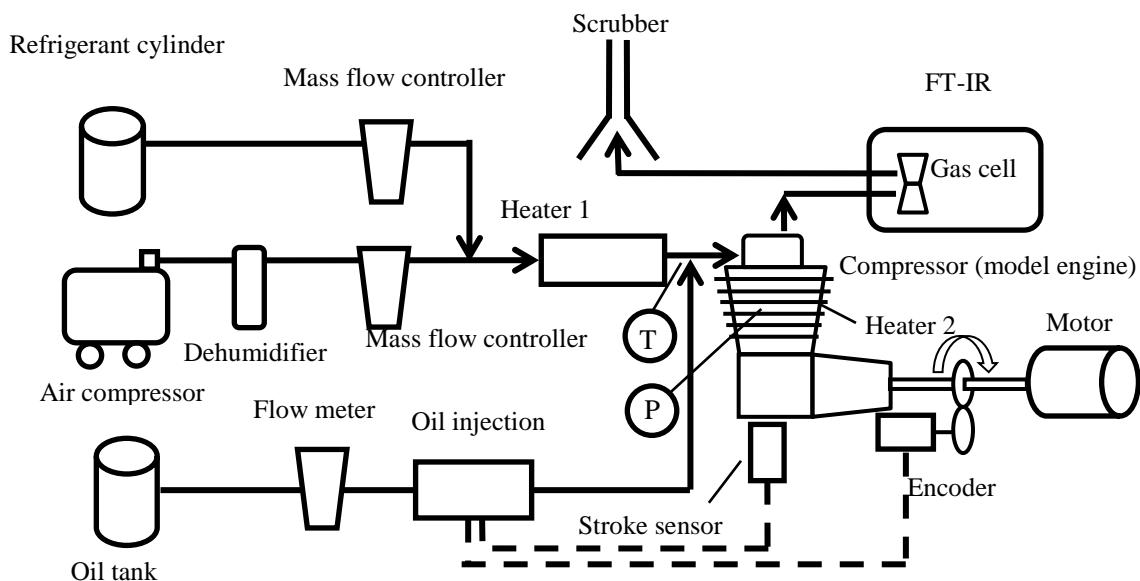 Scrubber
Refrigerant cylinder
Mass flow controller
FT-IR
Gas cell
Heater 1
Compressor (model engine)
Heater 2
Motor
T
Dehumidifier
Mass flow controller
Air compressor
P
Flow meter
Oil injection
Encoder
Stroke sensor
Oil tank